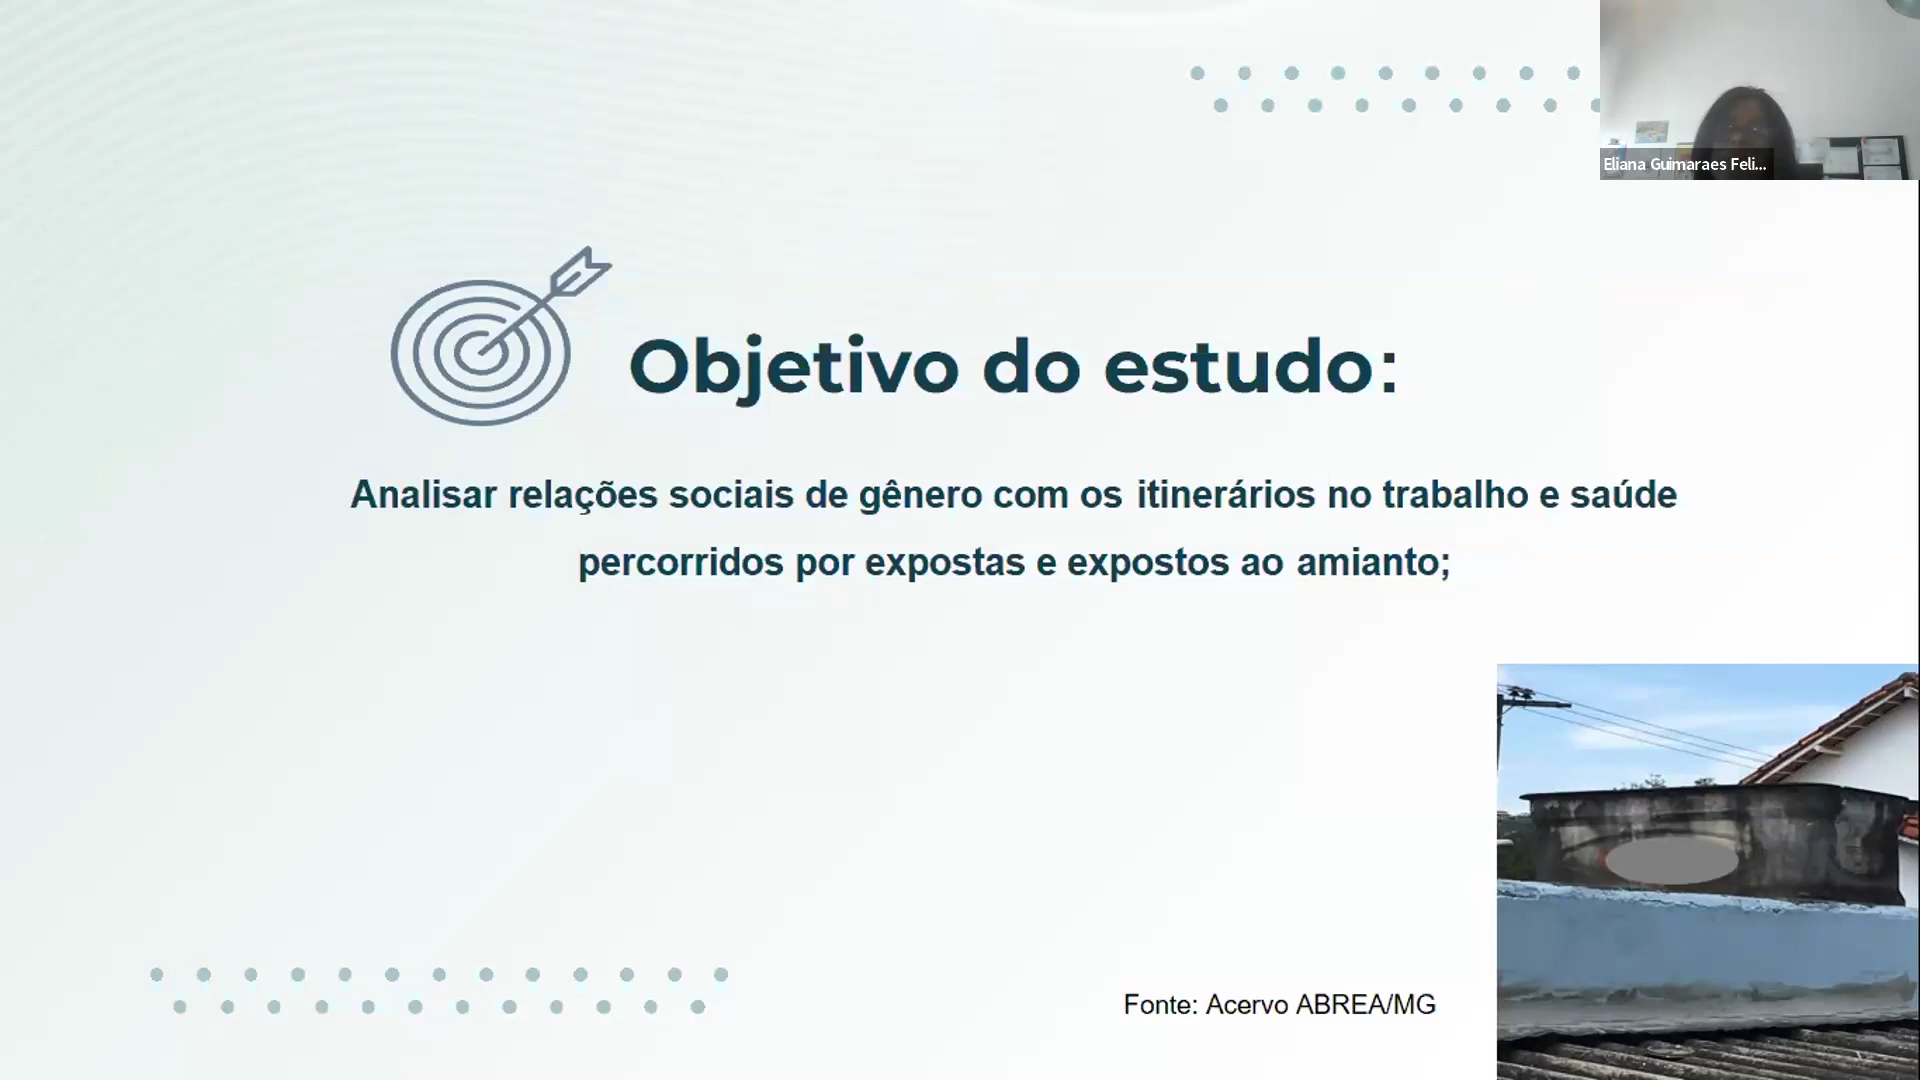 Eliana Guimaraes Feli...
Objetivo do estudo:
Analisar relações sociais de gênero com os itinerários no trabalho e saúde
percorridos por expostas e expostos ao amianto;
Fonte: Acervo ABREA/MG